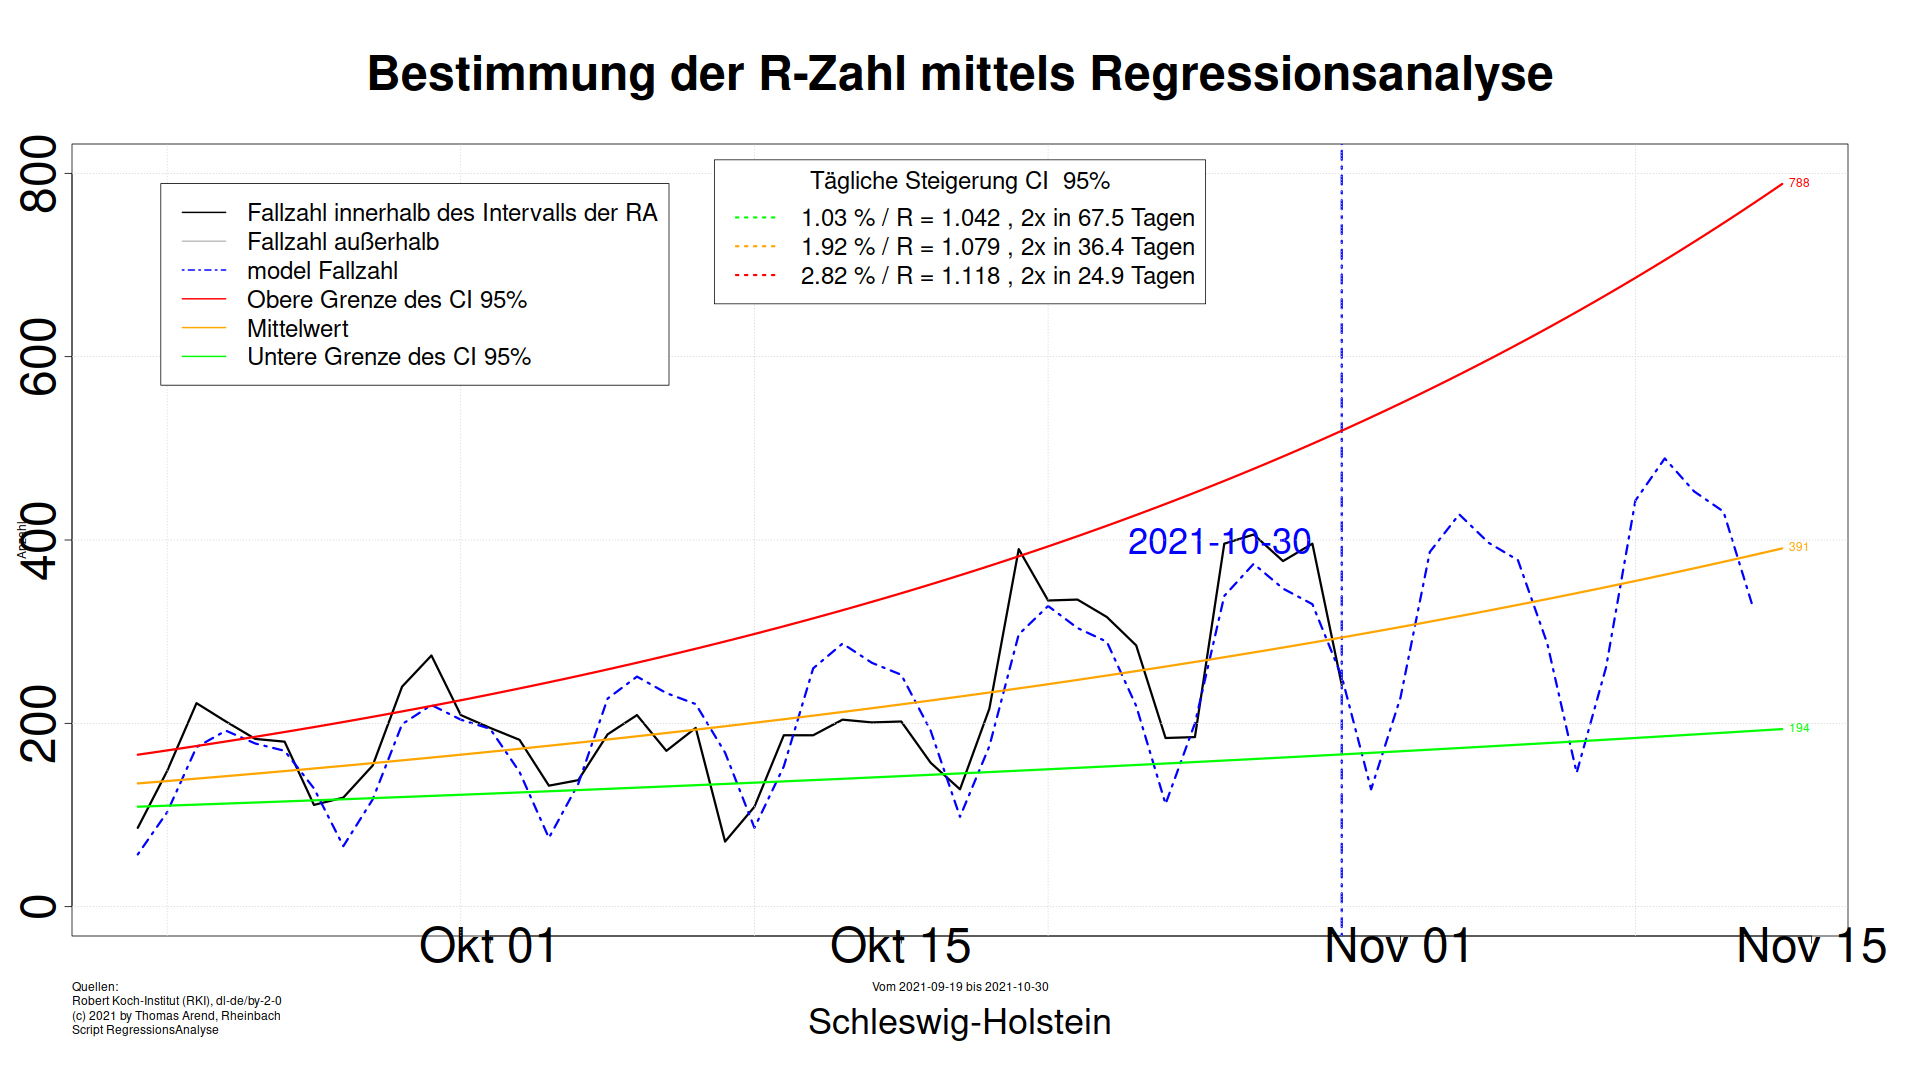 Bestimmung der R-Zahl mittels Regressionsanalyse
Fallzahl innerhalb des Intervalls der RA
Fallzahl außerhalb
model Fallzahl
Obere Grenze des CI 95%
Mittelwert
Untere Grenze des CI 95%
Tägliche Steigerung CI  95%
1.03 % / R = 1.042 , 2x in 67.5 Tagen
1.92 % / R = 1.079 , 2x in 36.4 Tagen
2.82 % / R = 1.118 , 2x in 24.9 Tagen
800
600
400
200
0
Anzahl
2021-10-30
788
391
194
Okt 01
Okt 15
Nov 01
Nov 15
Quellen:
Robert Koch-Institut (RKI), dl-de/by-2-0
(c) 2021 by Thomas Arend, Rheinbach
Script RegressionsAnalyse
Vom 2021-09-19 bis 2021-10-30
Schleswig-Holstein